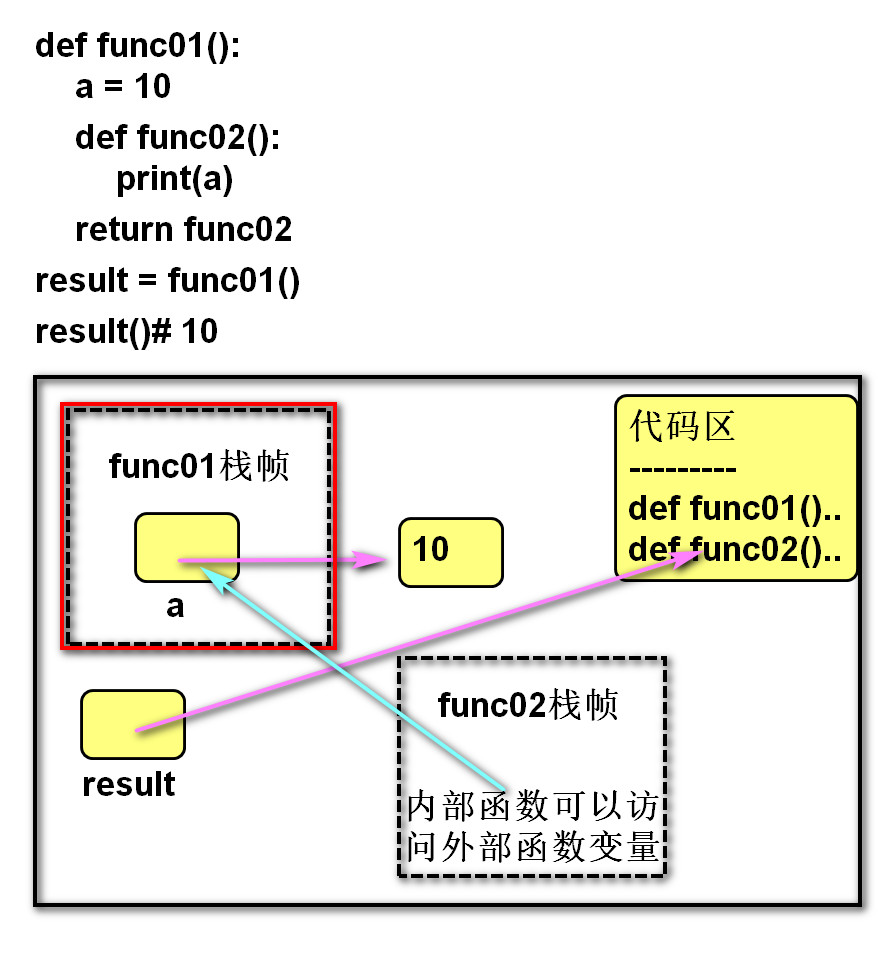 def func01():
    a = 10
    def func02():
        print(a)
    return func02
result = func01()
result()# 10
func01栈帧
a
10
代码区
---------
def func01()..
def func02()..
result
func02栈帧
内部函数可以访
问外部函数变量